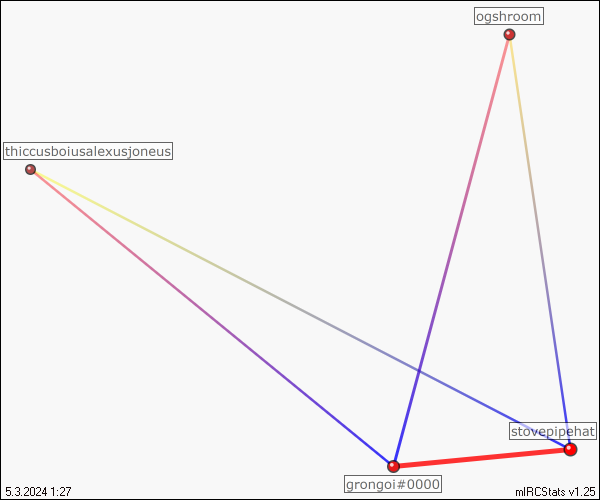 ogshroom
thiccusboiusalexusjoneus
stovepipehat
grongoi#0000
5.3.2024 1:27
mIRCStats v1.25